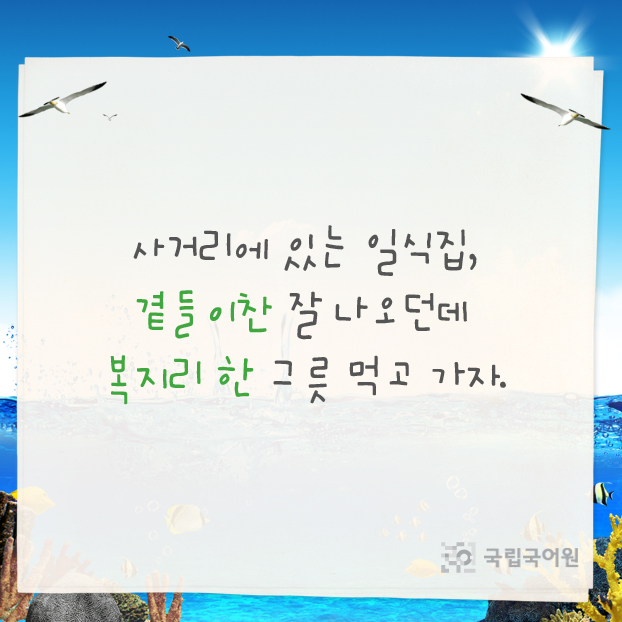 사거리에 있는 일식집,
곁들이찬 잘 나오던데
복지리 한 그릇 먹고 가자.
국립국어원